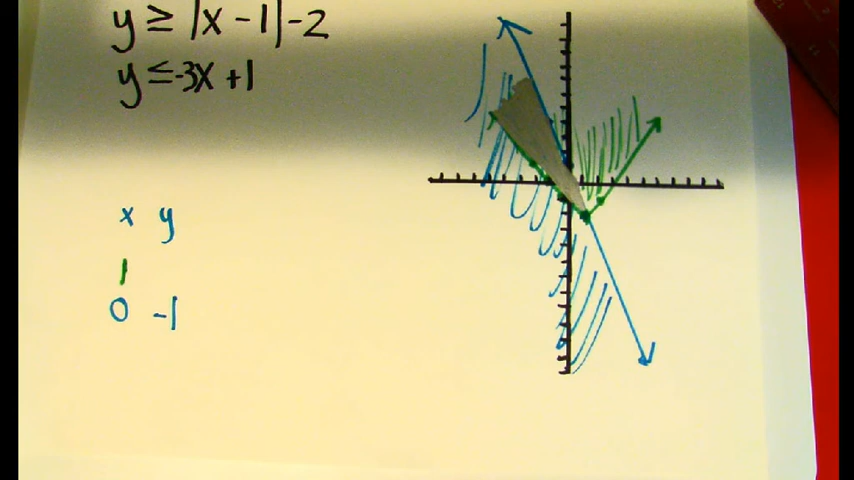 y ≥ |x - 1| - 2
y ≤ -3x + 1
x y
1
0 -1